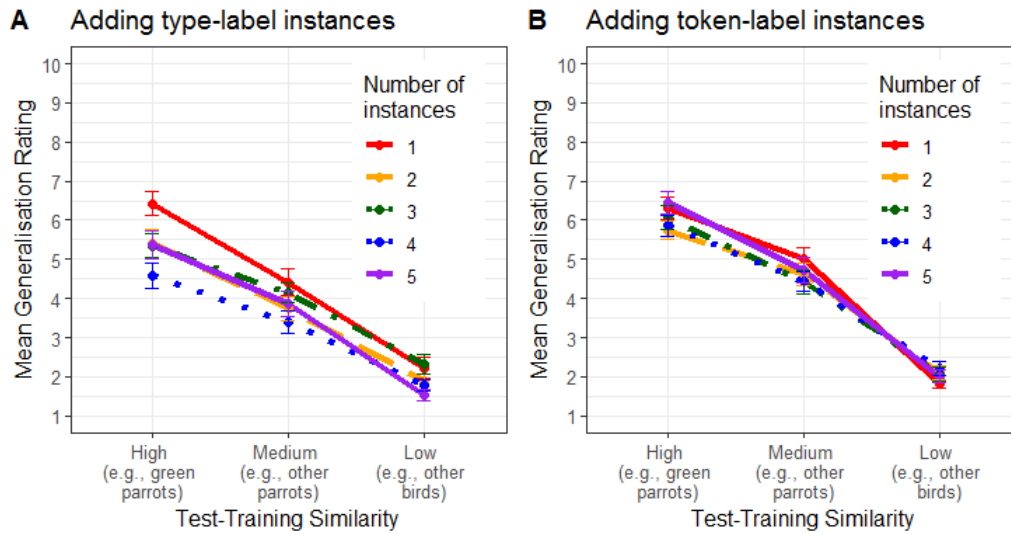 A Adding type-label instances
Mean Generalisation Rating
10
9
8
7
6
5
4
3
2
1
Number of
instances
1
2
3
4
5
High
(e.g., green
parrots)
Medium
(e.g., other
parrots)
Low
(e.g., other
birds)
Test-Training Similarity
B Adding token-label instances
Mean Generalisation Rating
10
9
8
7
6
5
4
3
2
1
Number of
instances
1
2
3
4
5
High
(e.g., green
parrots)
Medium
(e.g., other
parrots)
Low
(e.g., other
birds)
Test-Training Similarity